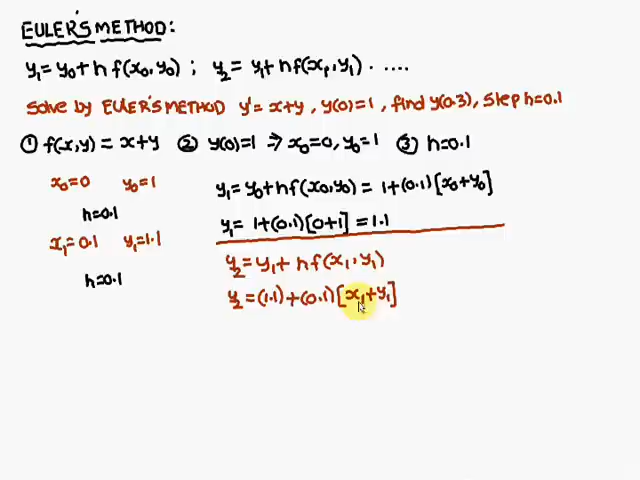 EULER'S METHOD:
y₁ = y₀ + h f(x₀, y₀) ; y₂ = y₁ + h f(x₁, y₁) . ....
Solve by EULER'S METHOD y' = x+y , y(0)=1 , find y(0.3), Step h=0.1
① f(x,y) = x+y ② y(0)=1 ⇒ x₀=0, y₀=1 ③ h=0.1
x₀=0 y₀=1
y₁ = y₀ + h f(x₀, y₀) = 1+(0.1)[x₀+y₀]
h=0.1
y₁ = 1+(0.1)[0+1] = 1.1
x₁=0.1 y₁=1.1
y₂ = y₁ + h f(x₁, y₁)
h=0.1
y₂ = (1.1)+(0.1)[x₁+y₁]